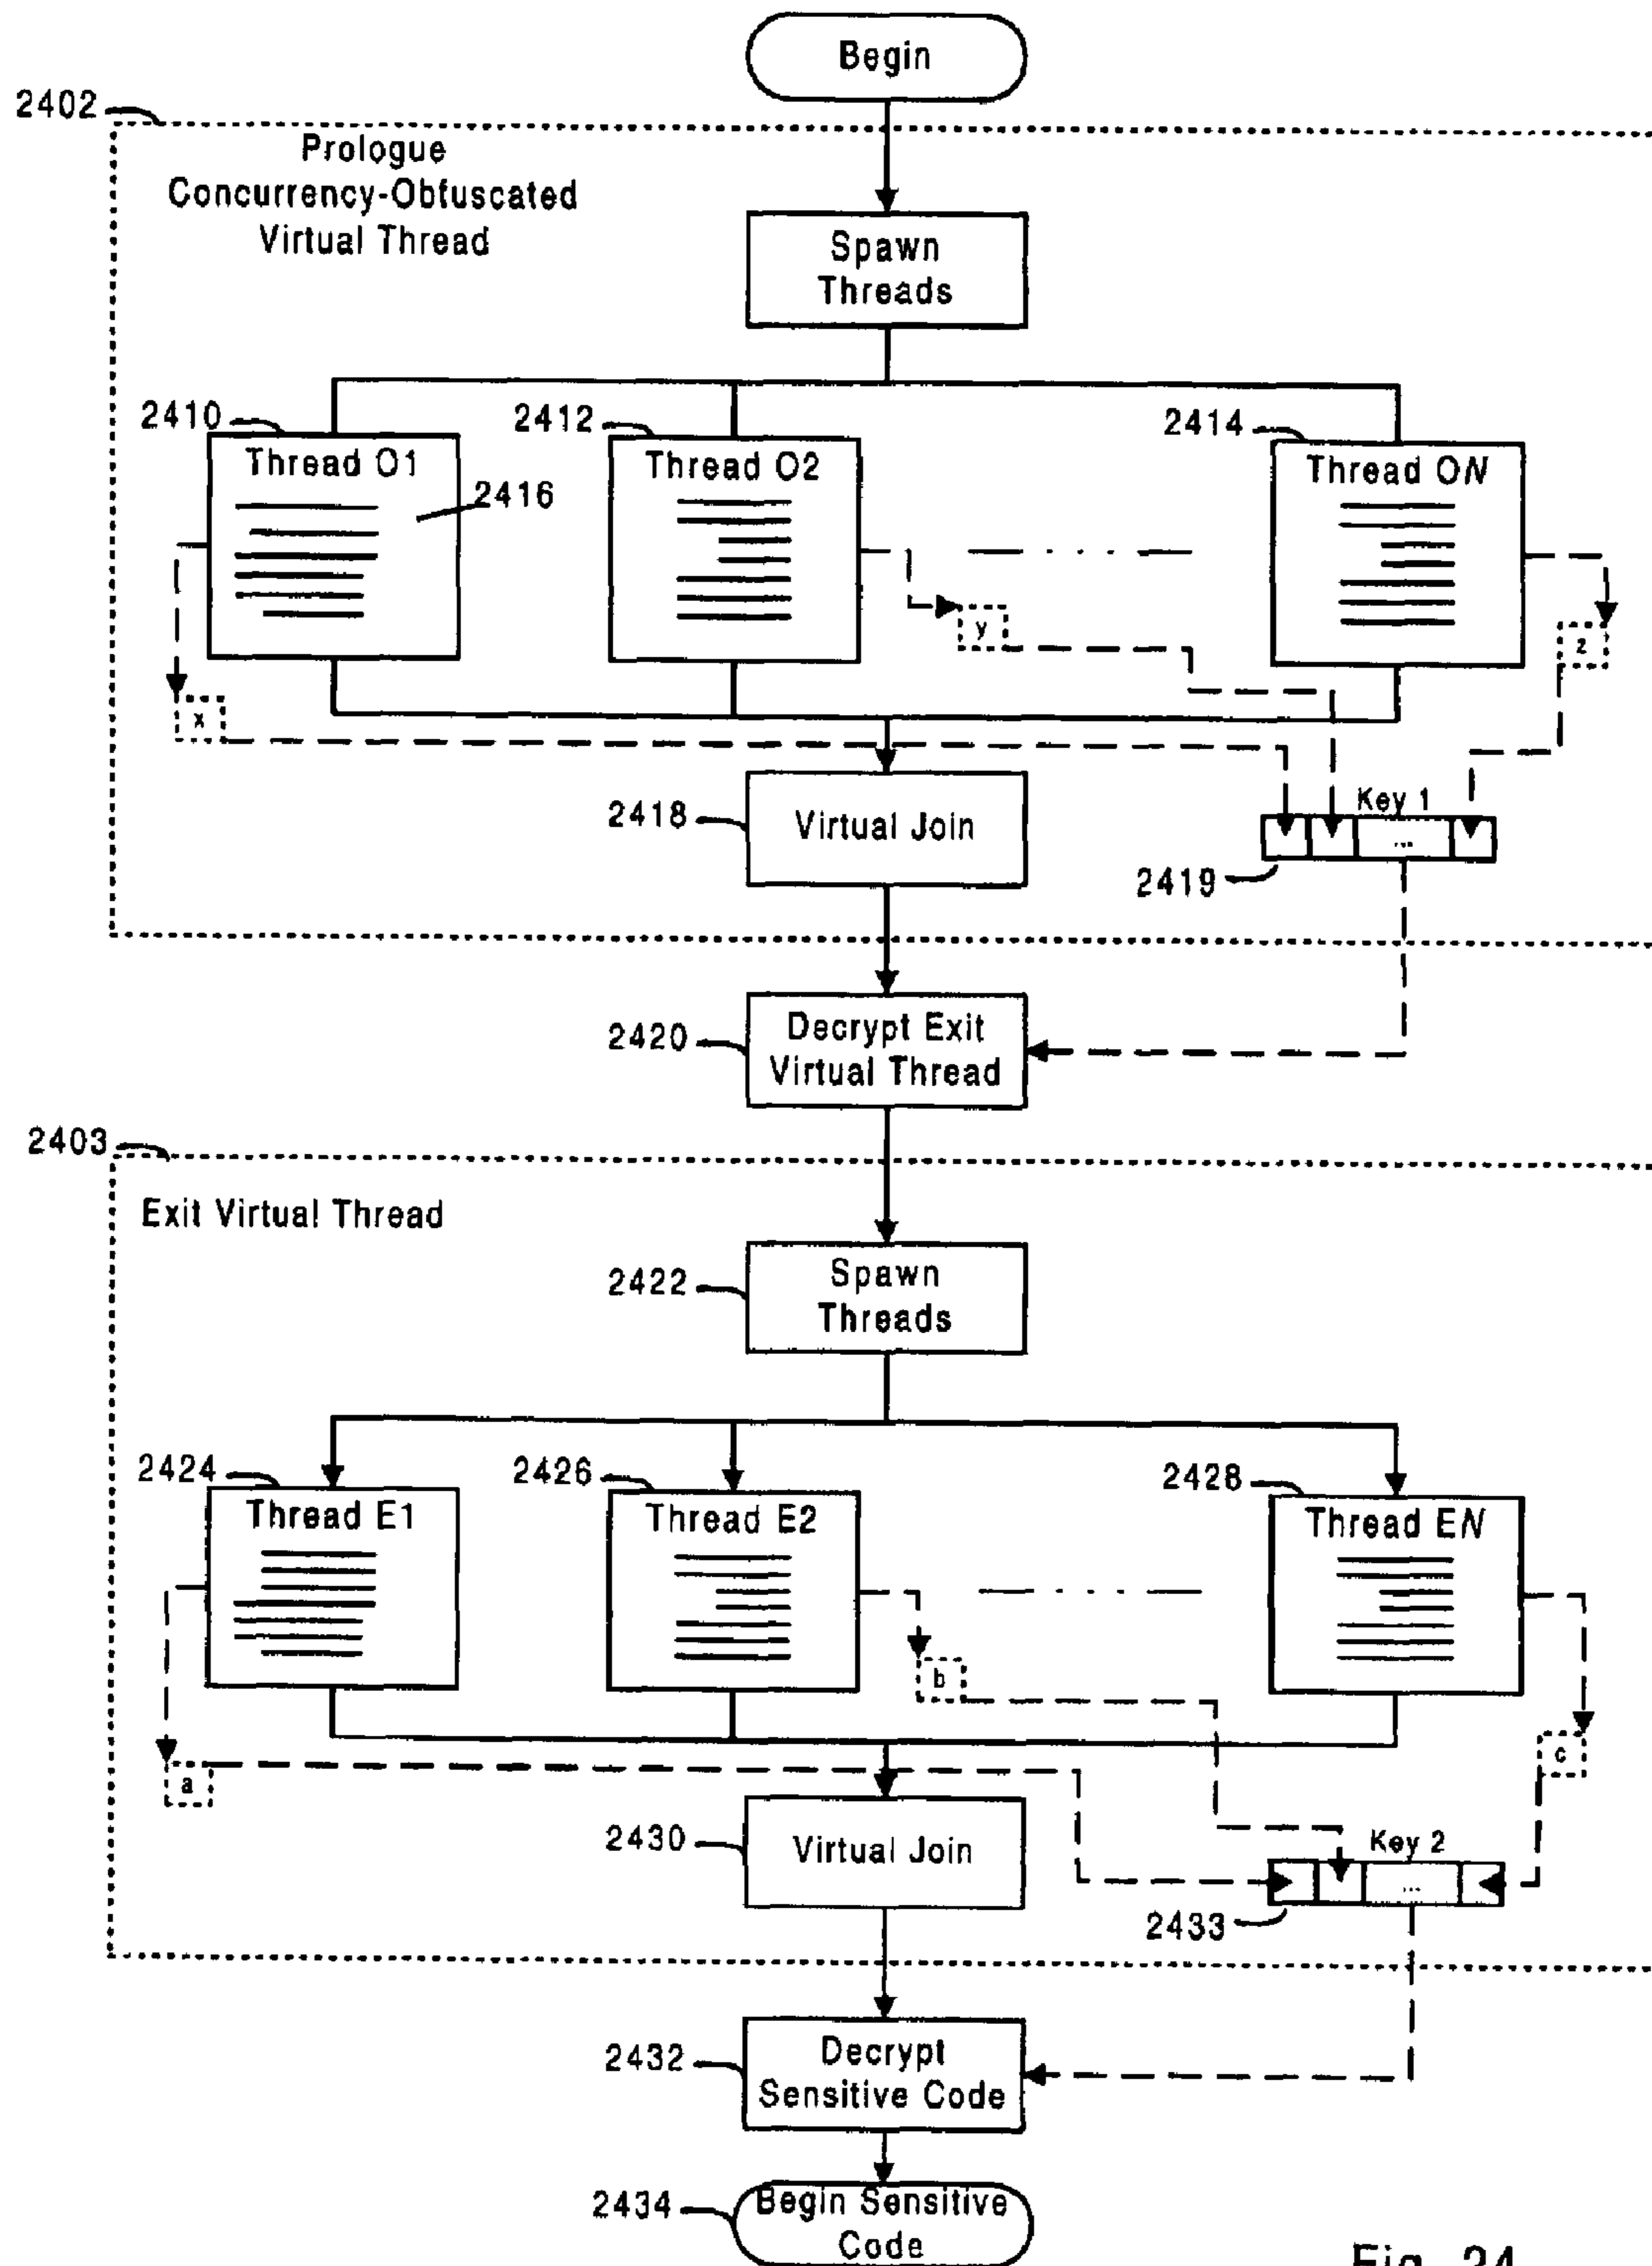 Begin
2402
Prologue
Concurrency-Obfuscated
Virtual Thread
Spawn
Threads
2410
2412
2414
Thread O1
Thread O2
Thread ON
2416
y
z
x
Key 1
2418
Virtual Join
...
2419
2420
Decrypt Exit
Virtual Thread
2403
Exit Virtual Thread
2422
Spawn
Threads
2424
2426
2428
Thread E1
Thread E2
Thread EN
b
c
a
2430
Virtual Join
Key 2
...
2433
2432
Decrypt
Sensitive Code
2434
Begin Sensitive
Code
Fig. 24